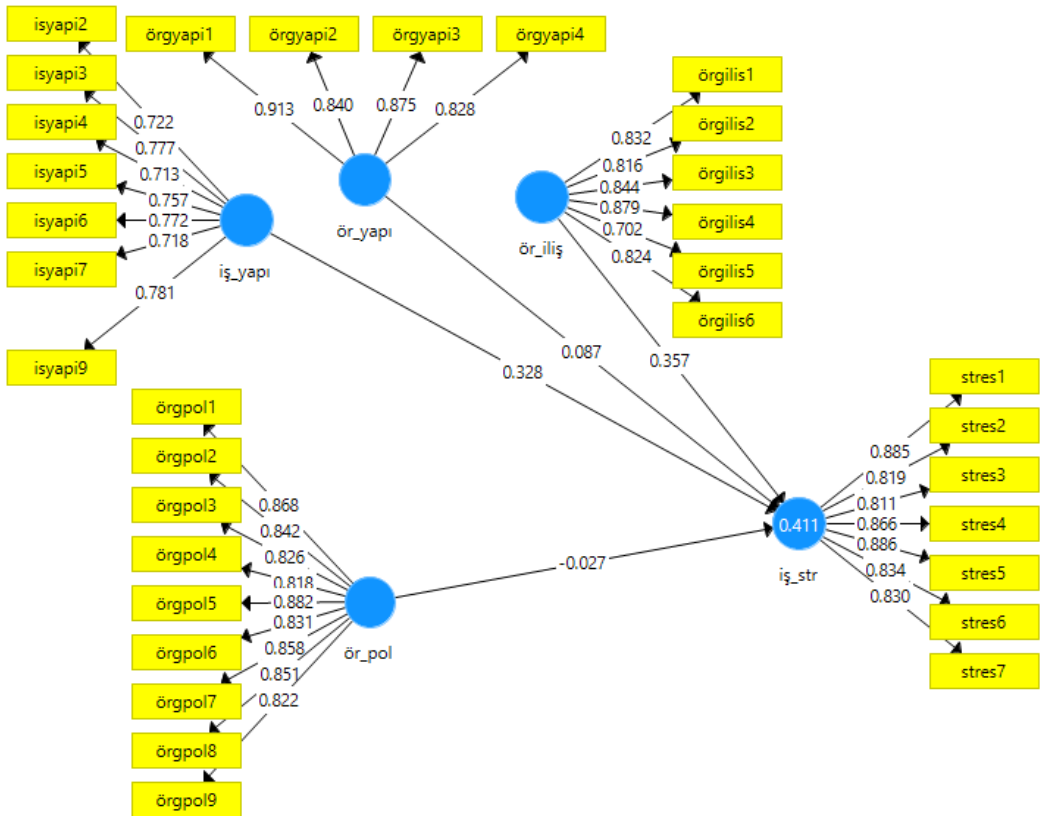 isyapi2
isyapi3
isyapi4
isyapi5
isyapi6
isyapi7
isyapi9
0.722
0.777
0.713
0.757
0.772
0.718
0.781
iş_yapı
örgyapi1
örgyapi2
örgyapi3
örgyapi4
0.913
0.840
0.875
0.828
ör_yapı
örgilis1
örgilis2
örgilis3
örgilis4
örgilis5
örgilis6
0.832
0.816
0.844
0.879
0.702
0.824
ör_iliş
0.328
0.087
0.357
-0.027
örgpol1
örgpol2
örgpol3
örgpol4
örgpol5
örgpol6
örgpol7
örgpol8
örgpol9
0.868
0.842
0.826
0.818
0.882
0.831
0.858
0.851
0.822
ör_pol
0.411
iş_str
0.885
0.819
0.811
0.866
0.886
0.834
0.830
stres1
stres2
stres3
stres4
stres5
stres6
stres7